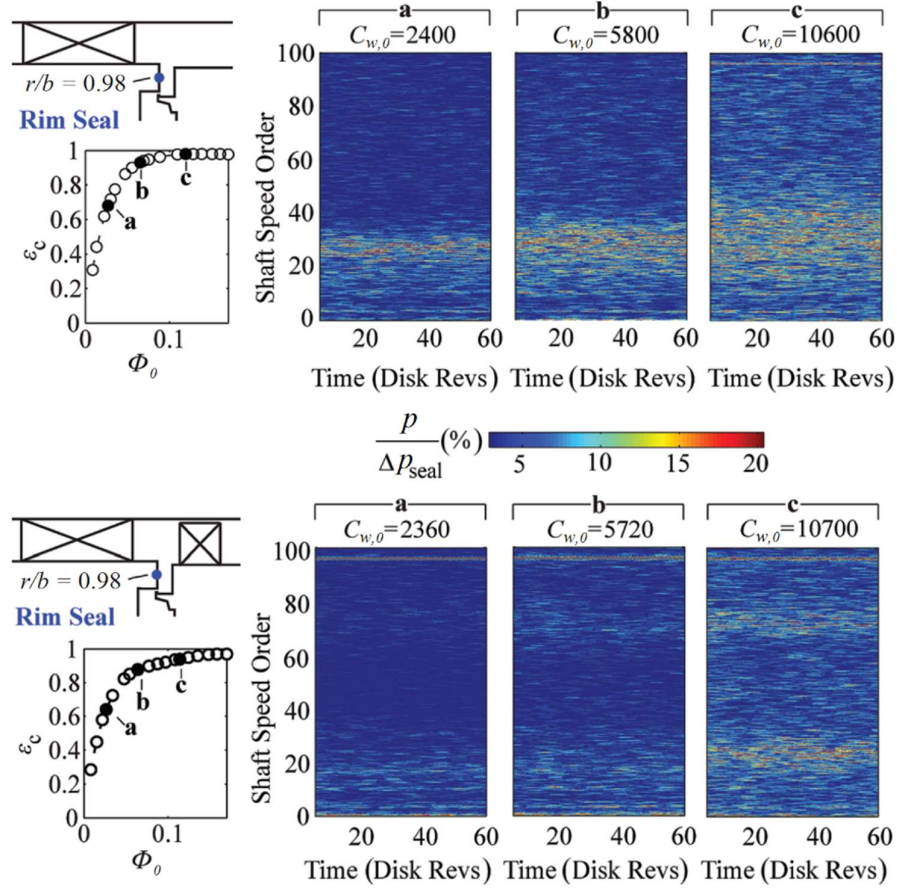 a b c
C_w,0=2400 C_w,0=5800 C_w,0=10600
r/b = 0.98
Rim Seal
1
0.8
0.6
0.4
0.2
0
ε_c
a
b
c
0 0.1
Φ_0
Shaft Speed Order
100
80
60
40
20
0
20 40 60 20 40 60 20 40 60
Time (Disk Revs) Time (Disk Revs) Time (Disk Revs)
p
Δp_seal
(%)
5 10 15 20
a b c
C_w,0=2360 C_w,0=5720 C_w,0=10700
r/b = 0.98
Rim Seal
1
0.8
0.6
0.4
0.2
0
ε_c
a
b
c
0 0.1
Φ_0
Shaft Speed Order
100
80
60
40
20
0
20 40 60 20 40 60 20 40 60
Time (Disk Revs) Time (Disk Revs) Time (Disk Revs)